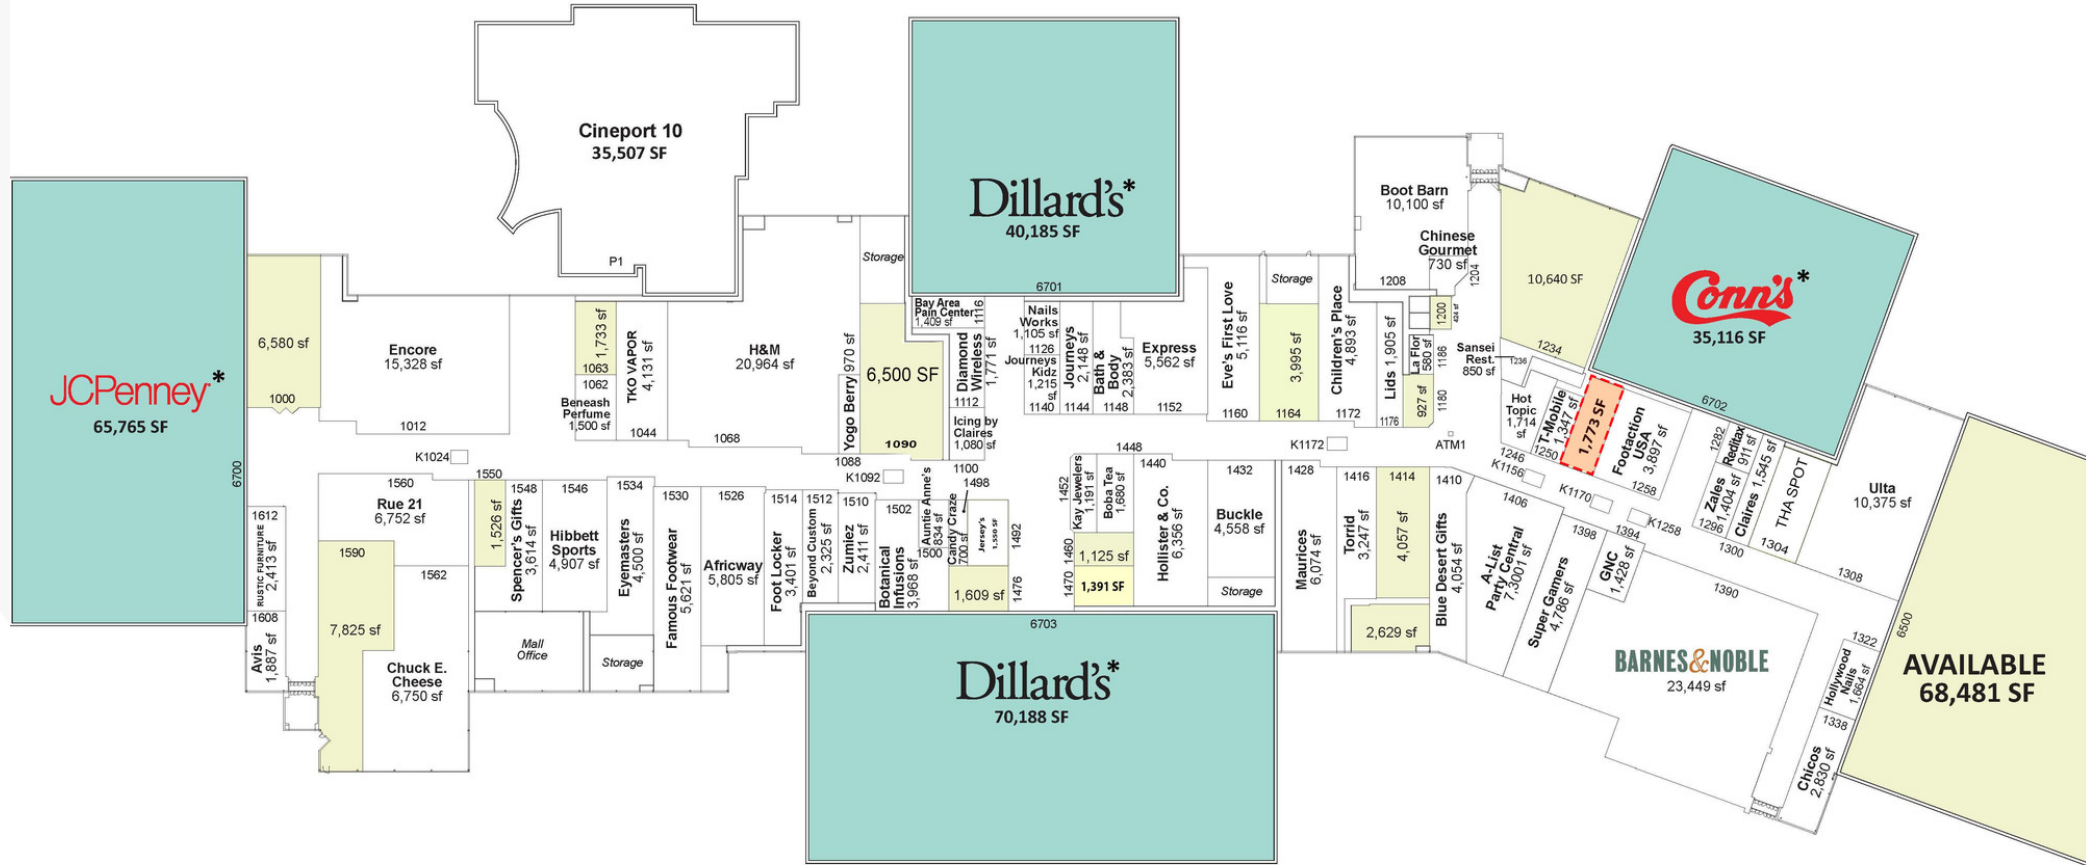 Cineport 10
35,507 SF
P1
Dillard's*
40,185 SF
6701
JCPenney*
65,765 SF
6700
6,580 sf
1000
Encore
15,328 sf
1012
1,733 sf
1063
1062
Beneash
Perfume
1,500 sf
TKO VAPOR
4,131 sf
1044
H&M
20,964 sf
1068
Storage
Yogo Berry 970 sf
1088
6,500 SF
1090
Bay Area
Pain Center
1,409 sf
1116
Diamond
Wireless
1,771 sf
1112
Icing by
Claires
1,080 sf
1100
Nails
Works
1,105 sf
1126
Journeys
Kidz
1,215
sf
1140
Journeys
2,148 sf
1144
Bath &
Body
2,383 sf
1148
Express
5,562 sf
1152
Eve's First Love
5,116 sf
1160
Storage
3,995 sf
1164
Children's Place
4,893 sf
1172
Lids 1,905 sf
1176
Boot Barn
10,100 sf
1208
Chinese
Gourmet
730 sf
1204
1200
La Flor
580 sf
1186
927 sf
1180
ATM1
10,640 SF
1234
Sansei
Rest.
850 sf
1236
Hot
Topic
1,714
sf
1246
T-Mobile
1,347 sf
1250
1,773 SF
Footaction
USA
3,897 sf
1258
Conn's*
35,116 SF
6702
1282
Reditax
911 sf
Zales
1,404 sf
1296
Claires 1,545 sf
1300
THA SPOT
1304
Ulta
10,375 sf
1308
K1024
K1092
K1172
K1156
K1170
K1258
1612
RUSTIC FURNITURE
2,413 sf
1608
Avis
1,887 sf
1560
Rue 21
6,752 sf
1590
7,825 sf
1562
Chuck E.
Cheese
6,750 sf
1550
1,526 sf
1548
Spencer's Gifts
3,614 sf
1546
Hibbett
Sports
4,907 sf
Mall
Office
1534
Eyemasters
4,500 sf
Storage
1530
Famous Footwear
5,621 sf
1526
Africway
5,805 sf
1514
Foot Locker
3,401 sf
1512
Beyond Custom
2,325 sf
1510
Zumiez
2,411 sf
1502
Botanical
Infusions
3,968 sf
Auntie Anne's
834 sf
1500
1498
Candy Craze
700 sf
Jersey's
1,550 SF
1492
1,609 sf
1476
1448
1452
Kay Jewelers
1,191 sf
Boba Tea
1,680 sf
1460
1,125 sf
1470
1,391 SF
1440
Hollister & Co.
6,356 sf
1432
Buckle
4,558 sf
Storage
1428
Maurices
6,074 sf
1416
Torrid
3,247 sf
1414
4,057 sf
2,629 sf
1410
Blue Desert Gifts
4,054 sf
1406
A-List
Party Central
7,3001 sf
1398
Super Gamers
4,786 sf
1394
GNC
1,428 sf
1390
BARNES&NOBLE
23,449 sf
1322
Hollywood
Nails
1,664 sf
1338
Chicos
2,830 sf
6500
AVAILABLE
68,481 SF
6703
Dillard's*
70,188 SF